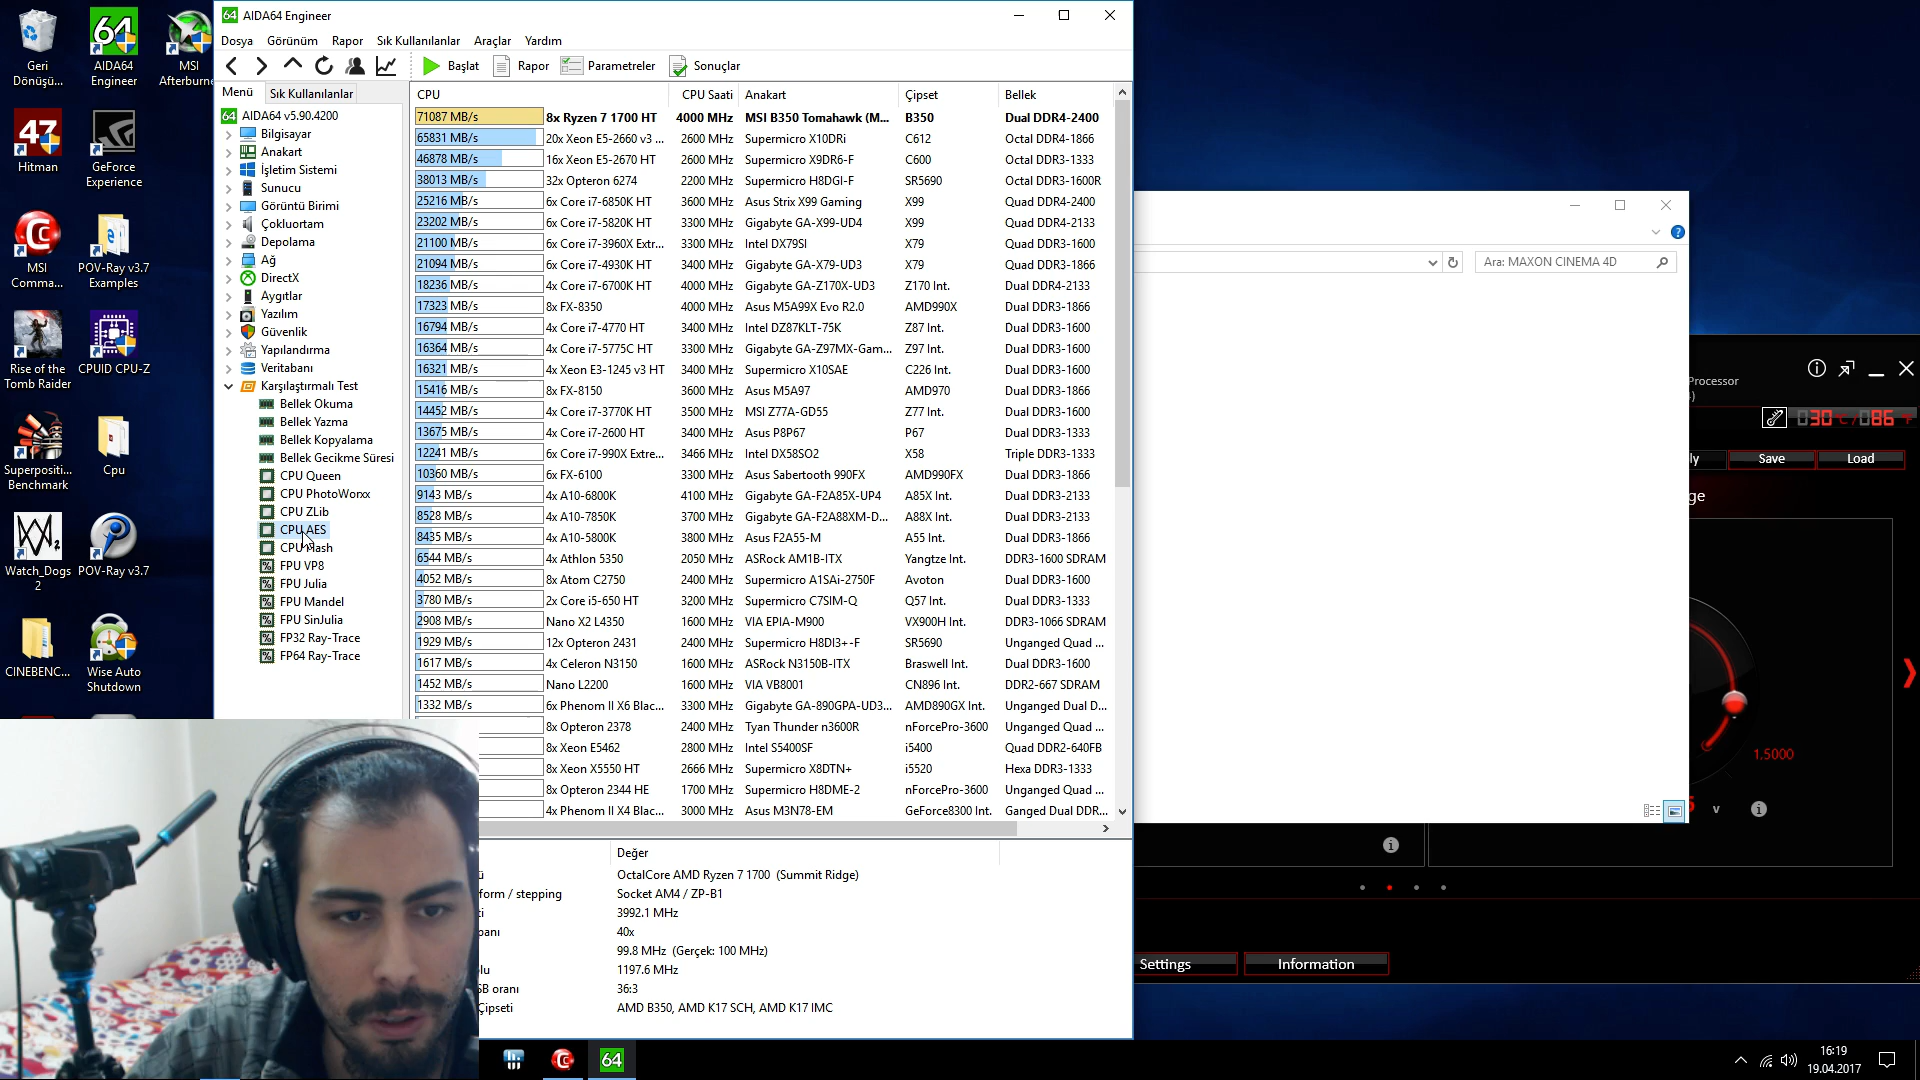 Geri
Dönüşü...
AIDA64
Engineer
MSI
Afterburne
Hitman
GeForce
Experience
MSI
Comma...
POV-Ray v3.7
Examples
Rise of the
Tomb Raider
CPUID CPU-Z
Superpositi...
Benchmark
Cpu
Watch_Dogs
2
POV-Ray v3.7
CINEBENC...
Wise Auto
Shutdown
64 AIDA64 Engineer
Dosya Görünüm Rapor Sık Kullanılanlar Araçlar Yardım
Başlat Rapor Parametreler Sonuçlar
Menü Sık Kullanılanlar
AIDA64 v5.90.4200
Bilgisayar
Anakart
İşletim Sistemi
Sunucu
Görüntü Birimi
Çokluortam
Depolama
Ağ
DirectX
Aygıtlar
Yazılım
Güvenlik
Yapılandırma
Veritabanı
Karşılaştırmalı Test
Bellek Okuma
Bellek Yazma
Bellek Kopyalama
Bellek Gecikme Süresi
CPU Queen
CPU PhotoWorxx
CPU ZLib
CPU AES
CPU Hash
FPU VP8
FPU Julia
FPU Mandel
FPU SinJulia
FP32 Ray-Trace
FP64 Ray-Trace
CPU CPU Saati Anakart Çipset Bellek
71087 MB/s 8x Ryzen 7 1700 HT 4000 MHz MSI B350 Tomahawk (M... B350 Dual DDR4-2400
65831 MB/s 20x Xeon E5-2660 v3 ... 2600 MHz Supermicro X10DRi C612 Octal DDR4-1866
46878 MB/s 16x Xeon E5-2670 HT 2600 MHz Supermicro X9DR6-F C600 Octal DDR3-1333
38013 MB/s 32x Opteron 6274 2200 MHz Supermicro H8DGI-F SR5690 Octal DDR3-1600R
25216 MB/s 6x Core i7-6850K HT 3600 MHz Asus Strix X99 Gaming X99 Quad DDR4-2400
23202 MB/s 6x Core i7-5820K HT 3300 MHz Gigabyte GA-X99-UD4 X99 Quad DDR4-2133
21100 MB/s 6x Core i7-3960X Extr... 3300 MHz Intel DX79SI X79 Quad DDR3-1600
21094 MB/s 6x Core i7-4930K HT 3400 MHz Gigabyte GA-X79-UD3 X79 Quad DDR3-1866
18236 MB/s 4x Core i7-6700K HT 4000 MHz Gigabyte GA-Z170X-UD3 Z170 Int. Dual DDR4-2133
17323 MB/s 8x FX-8350 4000 MHz Asus M5A99X Evo R2.0 AMD990X Dual DDR3-1866
16794 MB/s 4x Core i7-4770 HT 3400 MHz Intel DZ87KLT-75K Z87 Int. Dual DDR3-1600
16364 MB/s 4x Core i7-5775C HT 3300 MHz Gigabyte GA-Z97MX-Gam... Z97 Int. Dual DDR3-1600
16321 MB/s 4x Xeon E3-1245 v3 HT 3400 MHz Supermicro X10SAE C226 Int. Dual DDR3-1600
15416 MB/s 8x FX-8150 3600 MHz Asus M5A97 AMD970 Dual DDR3-1866
14452 MB/s 4x Core i7-3770K HT 3500 MHz MSI Z77A-GD55 Z77 Int. Dual DDR3-1600
13675 MB/s 4x Core i7-2600 HT 3400 MHz Asus P8P67 P67 Dual DDR3-1333
12241 MB/s 6x Core i7-990X Extre... 3466 MHz Intel DX58SO2 X58 Triple DDR3-1333
10360 MB/s 6x FX-6100 3300 MHz Asus Sabertooth 990FX AMD990FX Dual DDR3-1866
9143 MB/s 4x A10-6800K 4100 MHz Gigabyte GA-F2A85X-UP4 A85X Int. Dual DDR3-2133
8528 MB/s 4x A10-7850K 3700 MHz Gigabyte GA-F2A88XM-D... A88X Int. Dual DDR3-2133
8435 MB/s 4x A10-5800K 3800 MHz Asus F2A55-M A55 Int. Dual DDR3-1866
6544 MB/s 4x Athlon 5350 2050 MHz ASRock AM1B-ITX Yangtze Int. DDR3-1600 SDRAM
4052 MB/s 8x Atom C2750 2400 MHz Supermicro A1SAi-2750F Avoton Dual DDR3-1600
3780 MB/s 2x Core i5-650 HT 3200 MHz Supermicro C7SIM-Q Q57 Int. Dual DDR3-1333
2908 MB/s Nano X2 L4350 1600 MHz VIA EPIA-M900 VX900H Int. DDR3-1066 SDRAM
1929 MB/s 12x Opteron 2431 2400 MHz Supermicro H8DI3+-F SR5690 Unganged Quad ...
1617 MB/s 4x Celeron N3150 1600 MHz ASRock N3150B-ITX Braswell Int. Dual DDR3-1600
1452 MB/s Nano L2200 1600 MHz VIA VB8001 CN896 Int. DDR2-667 SDRAM
1332 MB/s 6x Phenom II X6 Blac... 3300 MHz Gigabyte GA-890GPA-UD3... AMD890GX Int. Unganged Dual D...
8x Opteron 2378 2400 MHz Tyan Thunder n3600R nForcePro-3600 Unganged Quad ...
8x Xeon E5462 2800 MHz Intel S5400SF i5400 Quad DDR2-640FB
8x Xeon X5550 HT 2666 MHz Supermicro X8DTN+ i5520 Hexa DDR3-1333
8x Opteron 2344 HE 1700 MHz Supermicro H8DME-2 nForcePro-3600 Unganged Quad ...
4x Phenom II X4 Blac... 3000 MHz Asus M3N78-EM GeForce8300 Int. Ganged Dual DDR...
Değer
OctalCore AMD Ryzen 7 1700 (Summit Ridge)
form / stepping Socket AM4 / ZP-B1
3992.1 MHz
panı 40x
99.8 MHz (Gerçek: 100 MHz)
lu 1197.6 MHz
SB oranı 36:3
Çipseti AMD B350, AMD K17 SCH, AMD K17 IMC
Ara: MAXON CINEMA 4D
Processor
030°C/086°F
ly Save Load
ge
1.5000
v
Settings Information
64
16:19
19.04.2017